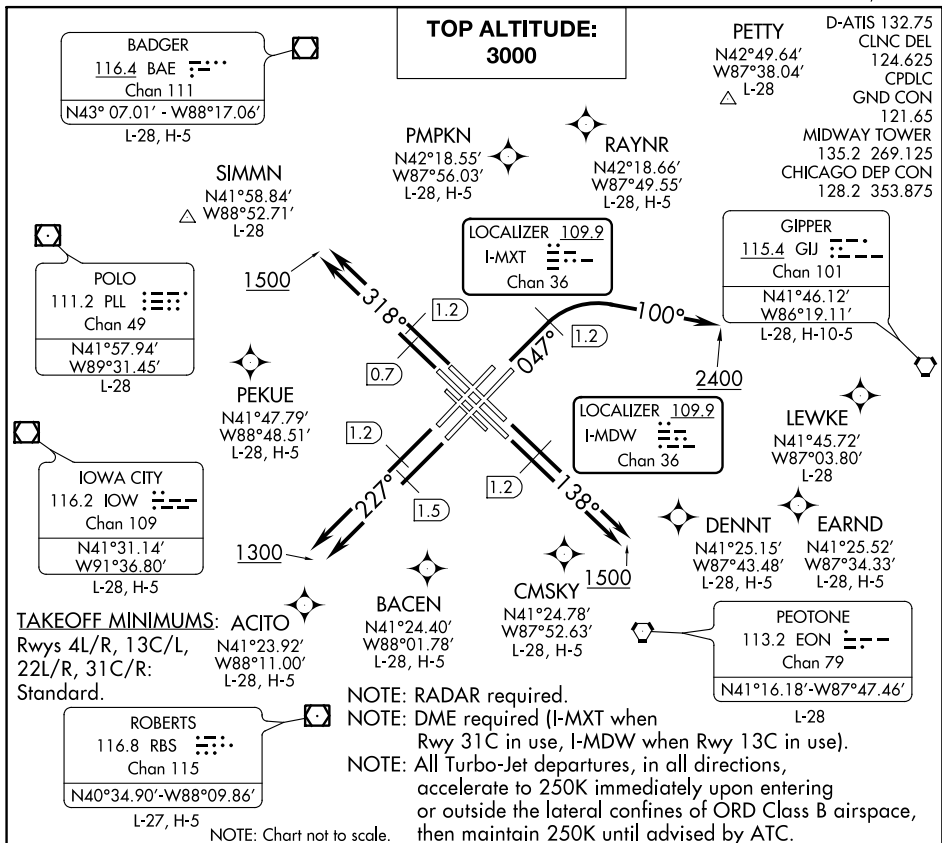 TOP ALTITUDE:
3000
BADGER
116.4 BAE
Chan 111
N43° 07.01' - W88°17.06'
L-28, H-5
PETTY
N42°49.64'
W87°38.04'
L-28
D-ATIS 132.75
CLNC DEL
124.625
CPDLC
GND CON
121.65
MIDWAY TOWER
135.2 269.125
CHICAGO DEP CON
128.2 353.875
PMPKN
N42°18.55'
W87°56.03'
L-28, H-5
RAYNR
N42°18.66'
W87°49.55'
L-28, H-5
SIMMN
N41°58.84'
W88°52.71'
L-28
LOCALIZER 109.9
I-MXT
Chan 36
GIPPER
115.4 GIJ
Chan 101
N41°46.12'
W86°19.11'
L-28, H-10-5
POLO
111.2 PLL
Chan 49
N41°57.94'
W89°31.45'
L-28
1500
318°
1.2
0.7
047°
1.2
100°
2400
PEKUE
N41°47.79'
W88°48.51'
L-28, H-5
LOCALIZER 109.9
I-MDW
Chan 36
LEWKE
N41°45.72'
W87°03.80'
L-28
IOWA CITY
116.2 IOW
Chan 109
N41°31.14'
W91°36.80'
L-28, H-5
1.2
227°
1.5
1300
1.2
138°
1500
DENNT
N41°25.15'
W87°43.48'
L-28, H-5
EARND
N41°25.52'
W87°34.33'
L-28, H-5
ACITO
N41°23.92'
W88°11.00'
L-28, H-5
BACEN
N41°24.40'
W88°01.78'
L-28, H-5
CMSKY
N41°24.78'
W87°52.63'
L-28, H-5
PEOTONE
113.2 EON
Chan 79
N41°16.18'-W87°47.46'
L-28
TAKEOFF MINIMUMS:
Rwys 4L/R, 13C/L,
22L/R, 31C/R:
Standard.
ROBERTS
116.8 RBS
Chan 115
N40°34.90'-W88°09.86'
L-27, H-5
NOTE: RADAR required.
NOTE: DME required (I-MXT when
Rwy 31C in use, I-MDW when Rwy 13C in use).
NOTE: All Turbo-Jet departures, in all directions,
accelerate to 250K immediately upon entering
or outside the lateral confines of ORD Class B airspace,
then maintain 250K until advised by ATC.
NOTE: Chart not to scale.